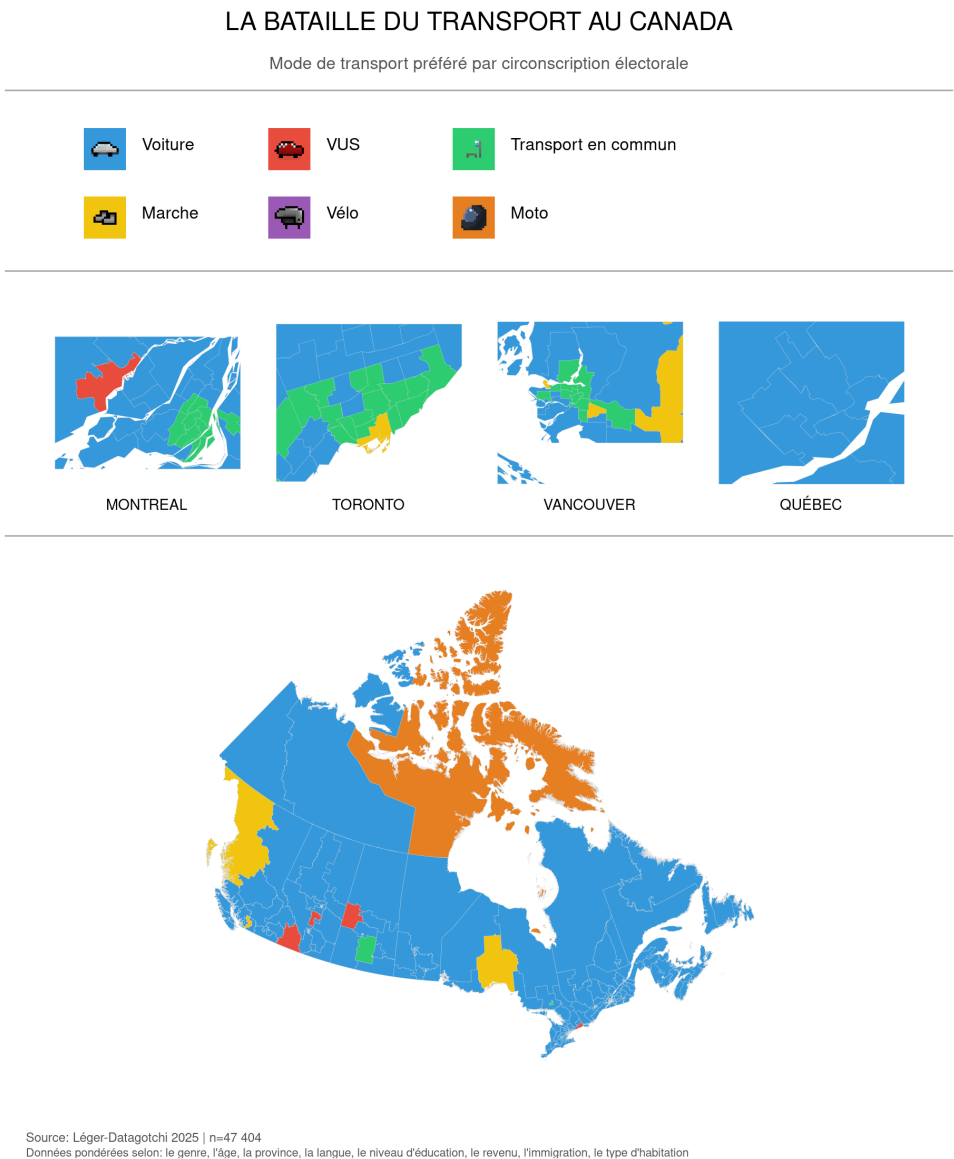 LA BATAILLE DU TRANSPORT AU CANADA
Mode de transport préféré par circonscription électorale
Voiture
VUS
Transport en commun
Marche
Vélo
Moto
MONTREAL
TORONTO
VANCOUVER
QUÉBEC
Source: Léger-Datagotchi 2025 | n=47 404
Données pondérées selon: le genre, l'âge, la province, la langue, le niveau d'éducation, le revenu, l'immigration, le type d'habitation